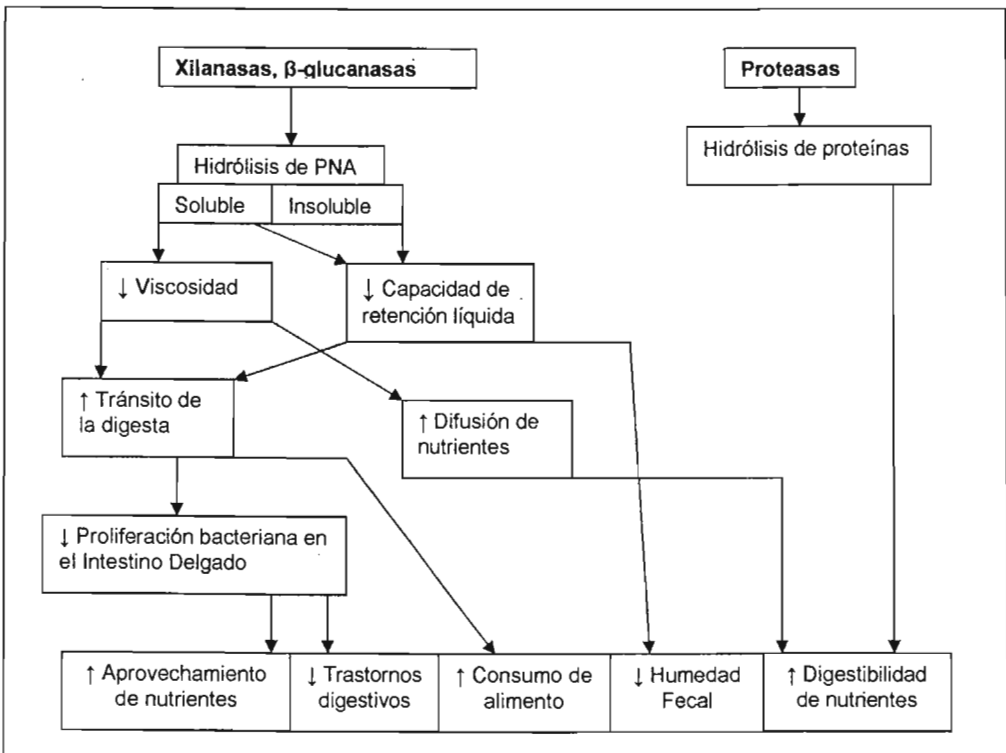 Xilanasas, β-glucanasas
Proteasas
Hidrólisis de PNA
Hidrólisis de proteínas
Soluble
Insoluble
↓ Viscosidad
↓ Capacidad de
retención líquida
↑ Tránsito de
la digesta
↑ Difusión de
nutrientes
↓ Proliferación bacteriana en
el Intestino Delgado
↑ Aprovechamiento
de nutrientes
↓ Trastornos
digestivos
↑ Consumo de
alimento
↓ Humedad
Fecal
↑ Digestibilidad
de nutrientes